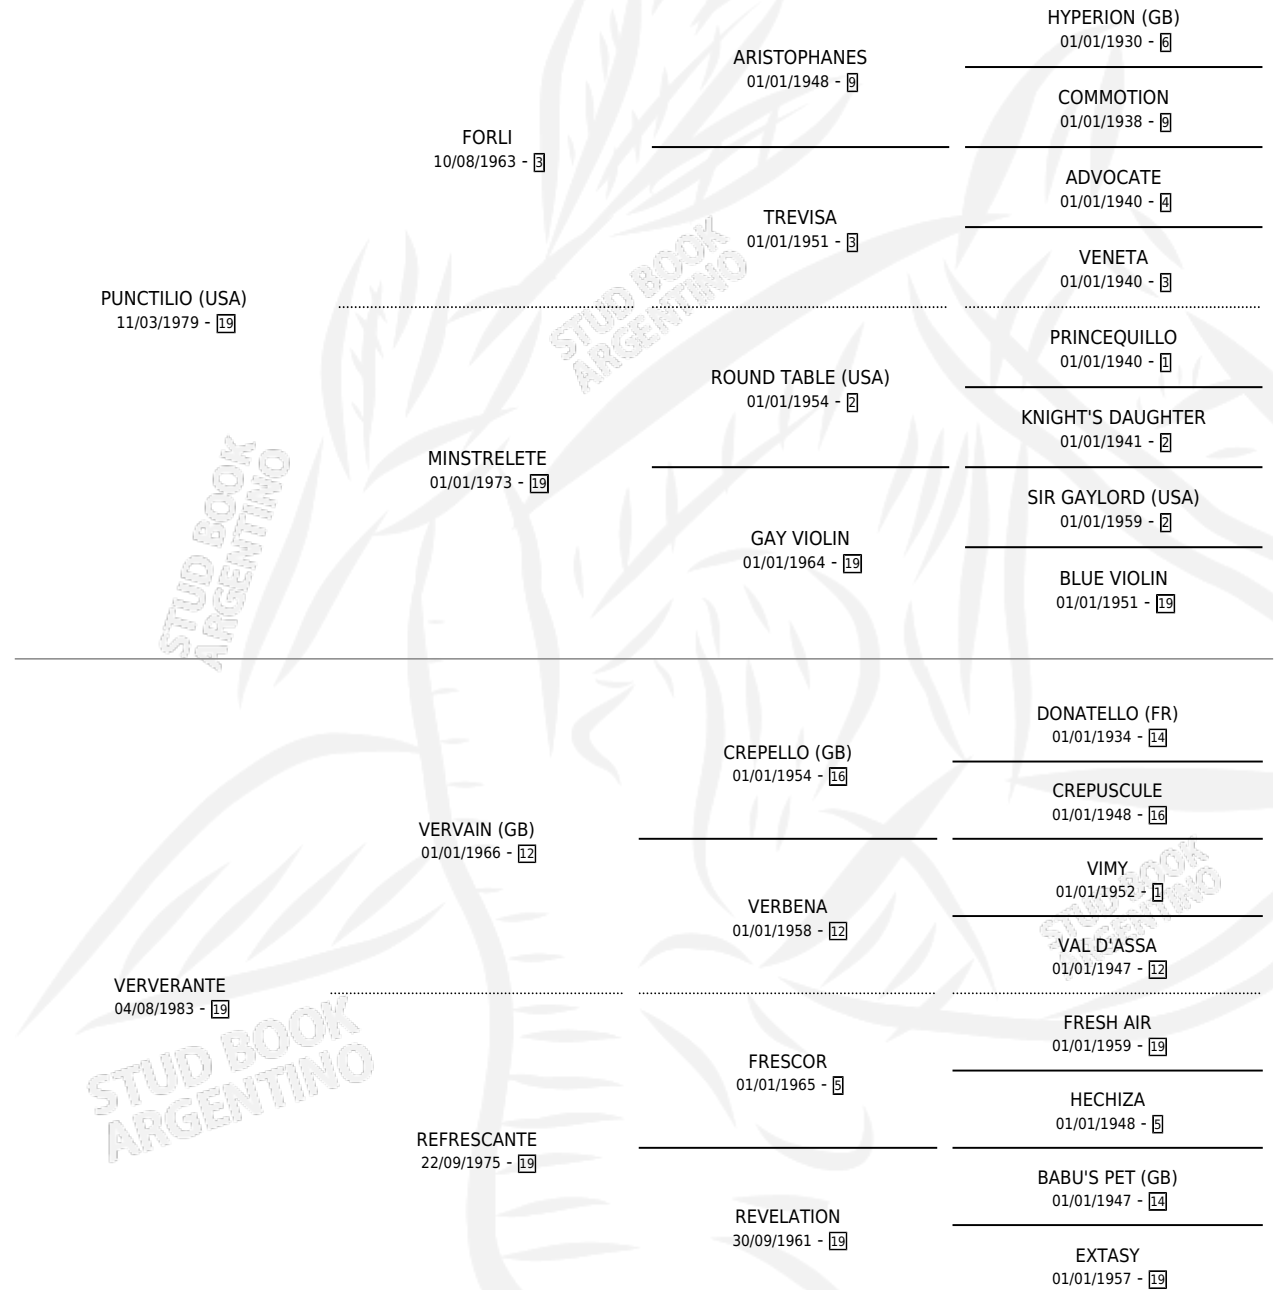 HYPERION (GB)
01/01/1930 - 6
ARISTOPHANES
01/01/1948 - 9
COMMOTION
01/01/1938 - 9
FORLI
10/08/1963 - 3
ADVOCATE
01/01/1940 - 4
TREVISA
01/01/1951 - 3
VENETA
01/01/1940 - 3
PUNCTILIO (USA)
11/03/1979 - 19
STUD BOOK
ARGENTINO
PRINCEQUILLO
01/01/1940 - 1
ROUND TABLE (USA)
01/01/1954 - 2
KNIGHT'S DAUGHTER
01/01/1941 - 2
MINSTRELETE
01/01/1973 - 19
SIR GAYLORD (USA)
01/01/1959 - 2
GAY VIOLIN
01/01/1964 - 19
BLUE VIOLIN
01/01/1951 - 19
STUD BOOK
ARGENTINO
DONATELLO (FR)
01/01/1934 - 14
CREPELLO (GB)
01/01/1954 - 16
CREPUSCULE
01/01/1948 - 16
VERVAIN (GB)
01/01/1966 - 12
VIMY
01/01/1952 - 1
VERBENA
01/01/1958 - 12
VAL D'ASSA
01/01/1947 - 12
STUD BOOK
ARGENTINO
VERVERANTE
04/08/1983 - 19
FRESH AIR
01/01/1959 - 19
FRESCOR
01/01/1965 - 5
HECHIZA
01/01/1948 - 5
STUD BOOK
ARGENTINO
REFRESCANTE
22/09/1975 - 19
BABU'S PET (GB)
01/01/1947 - 14
REVELATION
30/09/1961 - 19
EXTASY
01/01/1957 - 19